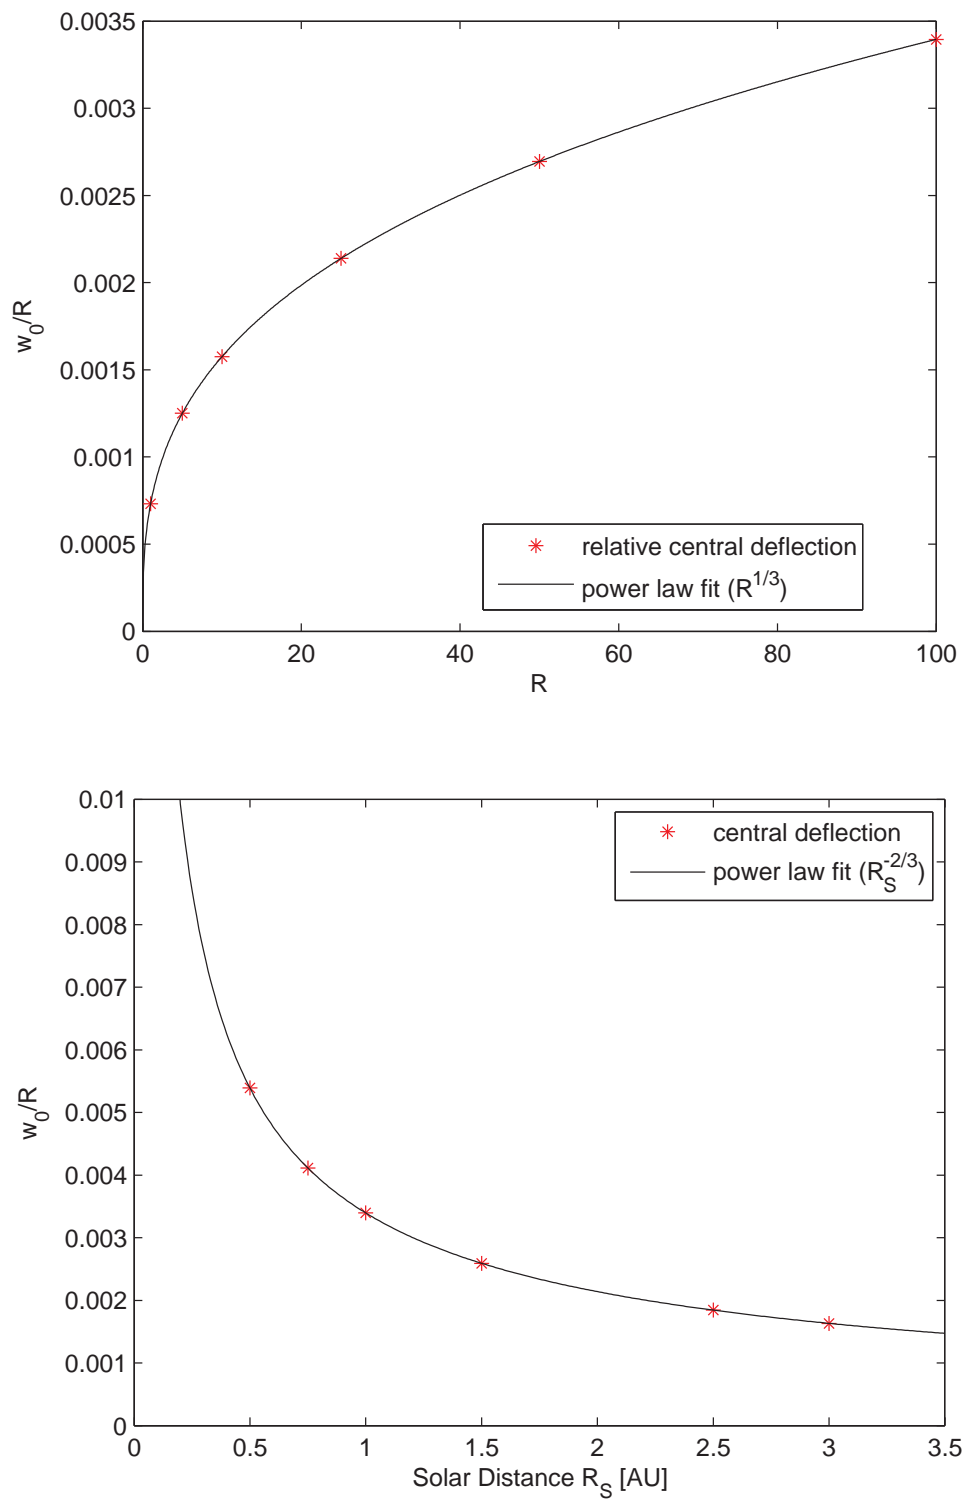 0.0035
0.003
0.0025
0.002
0.0015
0.001
0.0005
0
w0/R
relative central deflection
power law fit (R^1/3)
0 20 40 60 80 100
R
0.01
0.009
0.008
0.007
0.006
0.005
0.004
0.003
0.002
0.001
0
w0/R
central deflection
power law fit (R_S^-2/3)
0 0.5 1 1.5 2 2.5 3 3.5
Solar Distance R_S [AU]